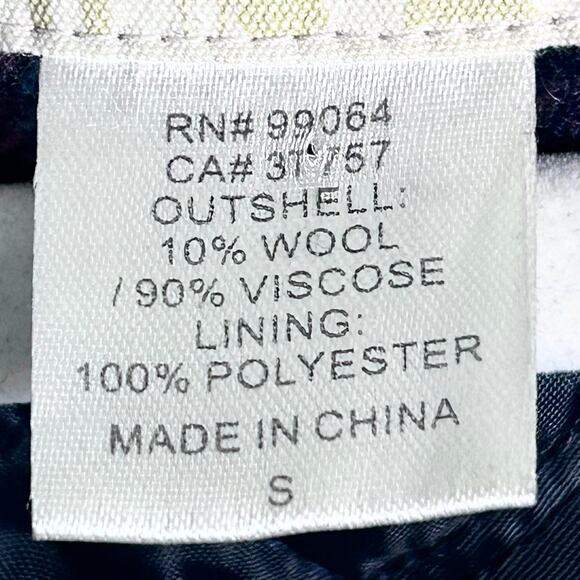 RN# 99064
CA#
OUTSHELL:
10% WOOL
/ 90% VISCOSE
LINING:
100% POLYESTER
MADE IN CHINA
S